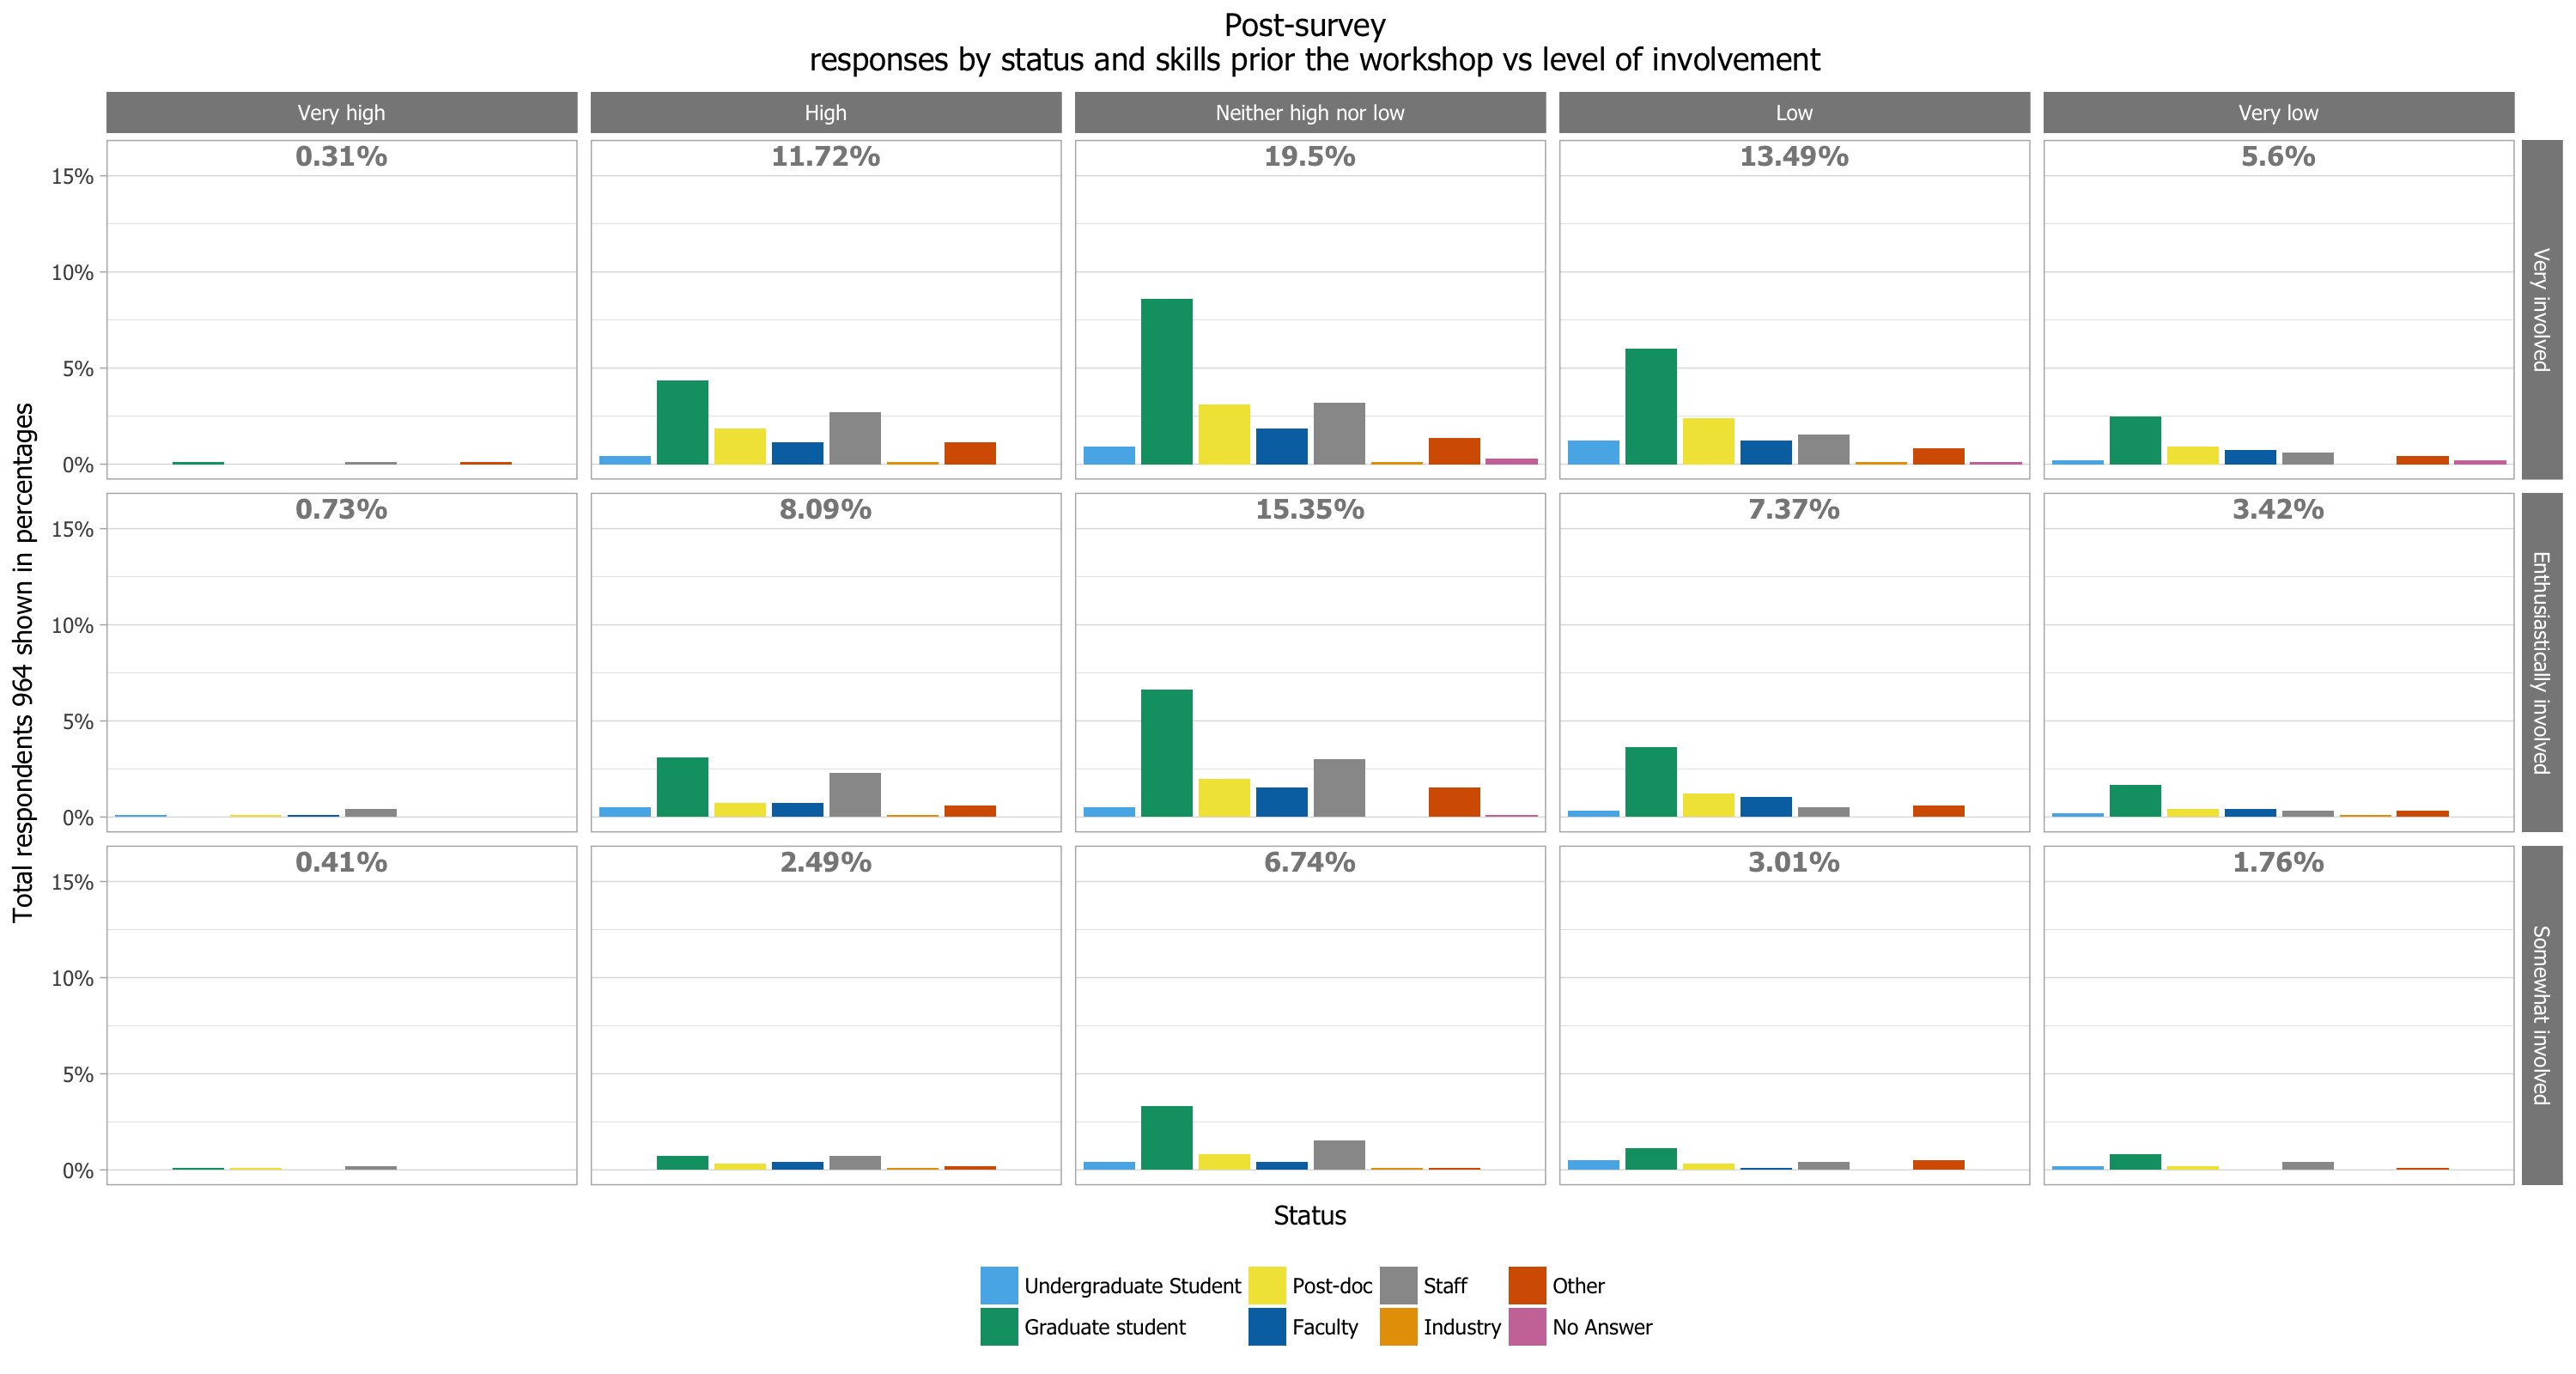 Post-survey
responses by status and skills prior the workshop vs level of involvement
Very high
High
Neither high nor low
Low
Very low
0.31%
11.72%
19.5%
13.49%
5.6%
15%
10%
5%
0%
Very involved
0.73%
8.09%
15.35%
7.37%
3.42%
15%
10%
5%
0%
Enthusiastically involved
0.41%
2.49%
6.74%
3.01%
1.76%
15%
10%
5%
0%
Somewhat involved
Total respondents 964 shown in percentages
Status
Undergraduate Student
Post-doc
Staff
Other
Graduate student
Faculty
Industry
No Answer